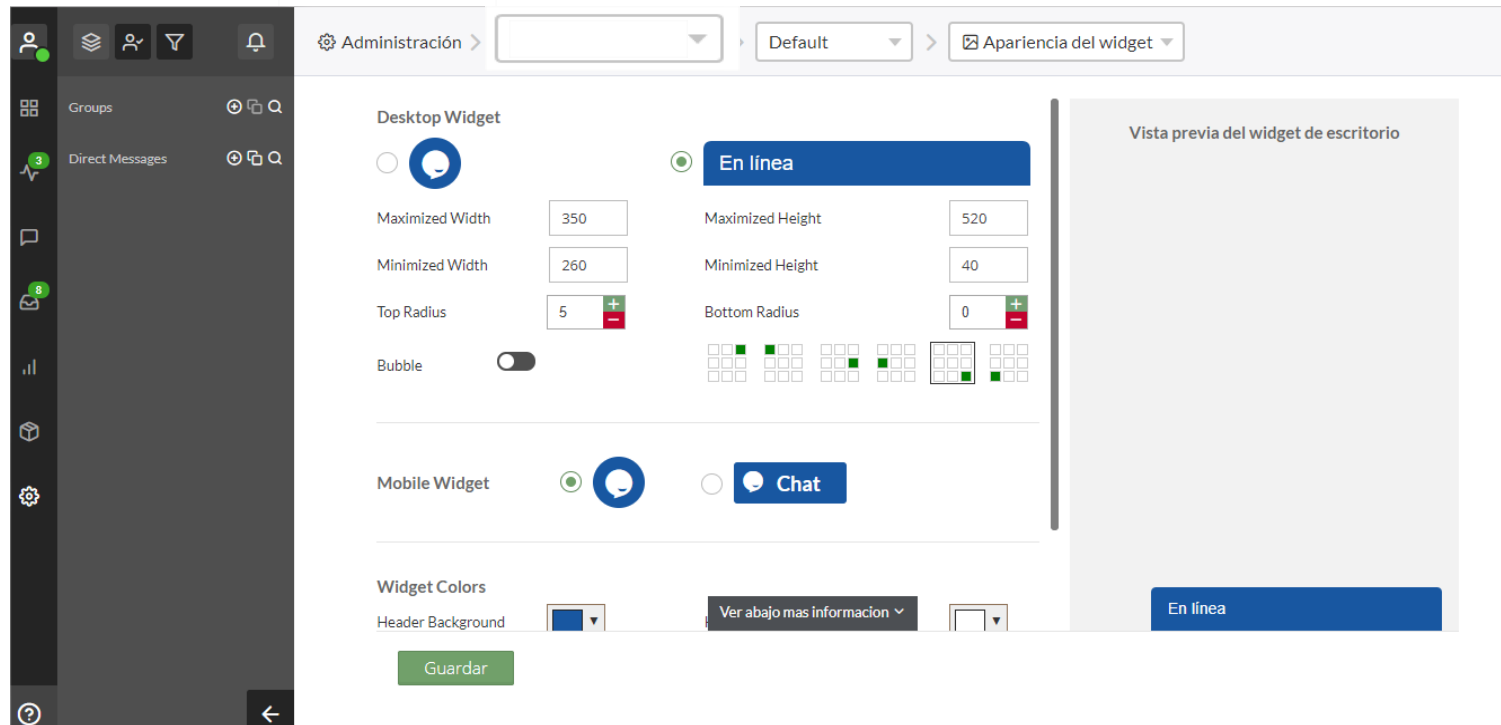 Administración
Default
Apariencia del widget
Groups
Direct Messages
3
8
Desktop Widget
En línea
Maximized Width
350
Maximized Height
520
Minimized Width
260
Minimized Height
40
Top Radius
5
Bottom Radius
0
Bubble
Mobile Widget
Chat
Widget Colors
Header Background
Ver abajo mas informacion
Guardar
Vista previa del widget de escritorio
En línea